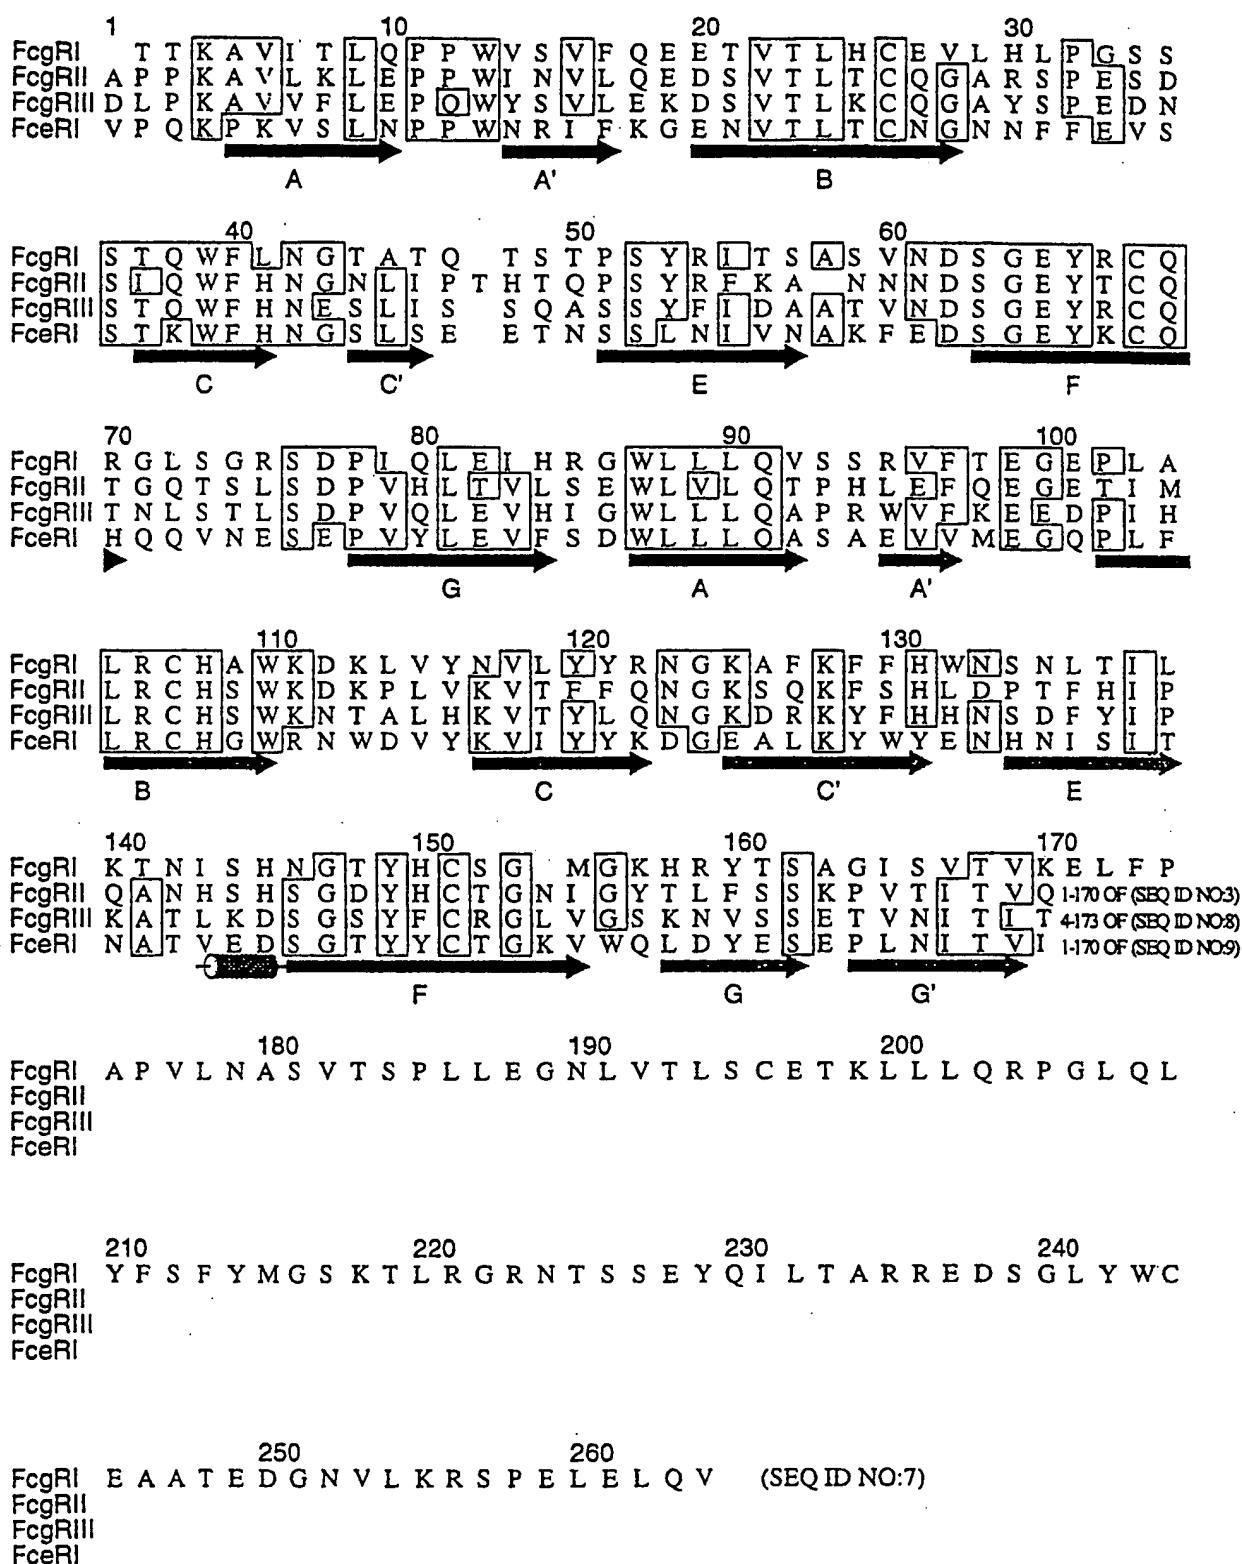 1 10 20 30
FcgRI T T K A V I T L Q P P W V S V F Q E E T V T L H C E V L H L P G S S
FcgRII A P P K A V L K L E P P W I N V L Q E D S V T L T C Q G A R S P E S D
FcgRIII D L P K A V V F L E P Q W Y S V L E K D S V T L K C Q G A Y S P E D N
FceRI V P Q K P K V S L N P P W N R I F K G E N V T L T C N G N N F F E V S
A A' B
40 50 60
FcgRI S T Q W F L N G T A T Q T S T P S Y R I T S A S V N D S G E Y R C Q
FcgRII S I Q W F H N G N L I P T H T Q P S Y R F K A N N N D S G E Y T C Q
FcgRIII S T Q W F H N E S L I S S Q A S S Y F I D A A T V N D S G E Y R C Q
FceRI S T K W F H N G S L S E E T N S S L N I V N A K F E D S G E Y K C Q
C C' E F
70 80 90 100
FcgRI R G L S G R S D P I Q L E I H R G W L L L Q V S S R V F T E G E P L A
FcgRII T G Q T S L S D P V H L T V L S E W L V L Q T P H L E F Q E G E T I M
FcgRIII T N L S T L S D P V Q L E V H I G W L L L Q A P R W V F K E E D P I H
FceRI H Q Q V N E S E P V Y L E V F S D W L L L Q A S A E V V M E G Q P L F
G A A'
110 120 130
FcgRI L R C H A W K D K L V Y N V L Y Y R N G K A F K F F H W N S N L T I L
FcgRII L R C H S W K D K P L V K V T F F Q N G K S Q K F S H L D P T F H I P
FcgRIII L R C H S W K N T A L H K V T Y L Q N G K D R K Y F H H N S D F Y I P
FceRI L R C H G W R N W D V Y K V I Y Y K D G E A L K Y W Y E N H N I S I T
B C C' E
140 150 160 170
FcgRI K T N I S H N G T Y H C S G M G K H R Y T S A G I S V T V K E L F P
FcgRII Q A N H S H S G D Y H C T G N I G Y T L F S S K P V T I T V Q 1-170 OF (SEQ ID NO:3)
FcgRIII K A T L K D S G S Y F C R G L V G S K N V S S E T V N I T I T 4-173 OF (SEQ ID NO:8)
FceRI N A T V E D S G T Y Y C T G K V W Q L D Y E S E P L N I T V I 1-170 OF (SEQ ID NO:9)
F G G'
180 190 200
FcgRI A P V L N A S V T S P L L E G N L V T L S C E T K L L L Q R P G L Q L
FcgRII
FcgRIII
FceRI
210 220 230 240
FcgRI Y F S F Y M G S K T L R G R N T S S E Y Q I L T A R R E D S G L Y W C
FcgRII
FcgRIII
FceRI
250 260
FcgRI E A A T E D G N V L K R S P E L E L Q V (SEQ ID NO:7)
FcgRII
FcgRIII
FceRI